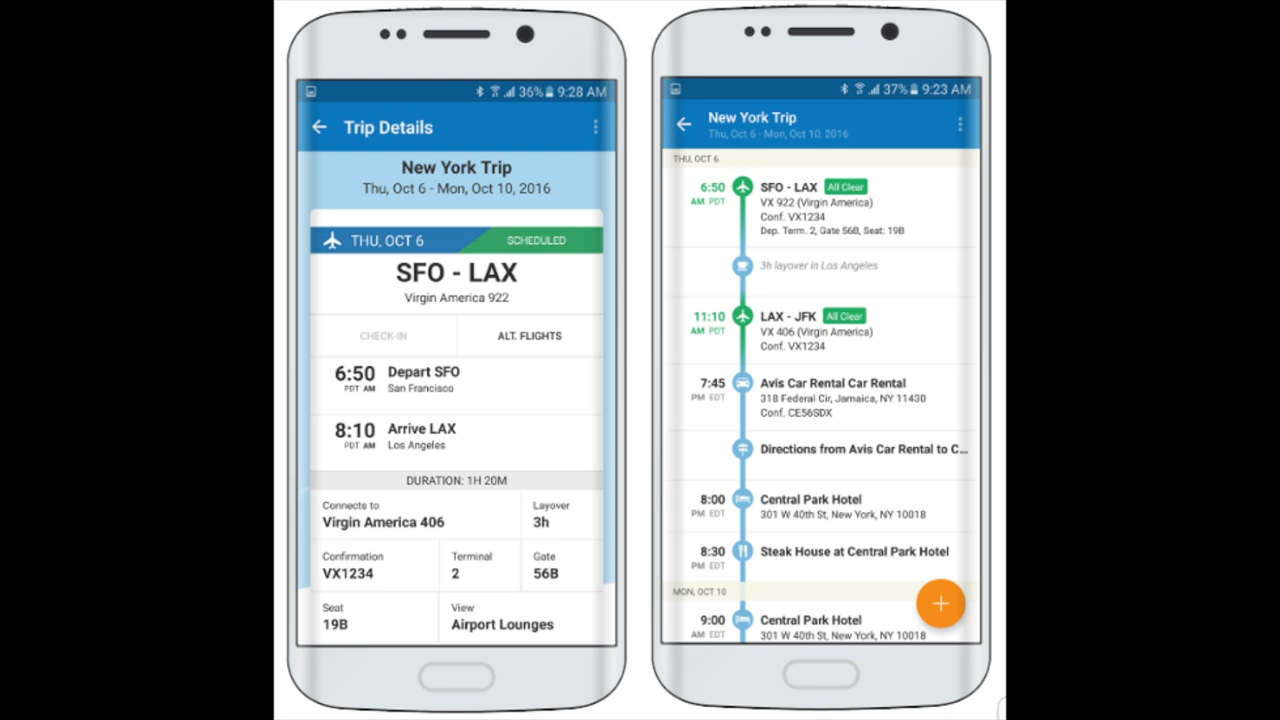 36% 9:28 AM
Trip Details
New York Trip
Thu, Oct 6 - Mon, Oct 10, 2016
THU, OCT 6
SCHEDULED
SFO - LAX
Virgin America 922
CHECK-IN
ALT. FLIGHTS
6:50 Depart SFO
PDT AM San Francisco
8:10 Arrive LAX
PDT AM Los Angeles
DURATION: 1H 20M
Connects to Layover
Virgin America 406 3h
Confirmation Terminal Gate
VX1234 2 56B
Seat View
19B Airport Lounges
37% 9:23 AM
New York Trip
Thu, Oct 6 - Mon, Oct 10, 2016
THU, OCT 6
6:50 SFO - LAX All Clear
AM PDT VX 922 (Virgin America)
Conf. VX1234
Dep. Term. 2, Gate 56B, Seat: 19B
3h layover in Los Angeles
11:10 LAX - JFK All Clear
AM PDT VX 406 (Virgin America)
Conf. VX1234
7:45 Avis Car Rental Car Rental
PM EDT 318 Federal Cir, Jamaica, NY 11430
Conf. CE56SDX
Directions from Avis Car Rental to C...
8:00 Central Park Hotel
PM EDT 301 W 40th St, New York, NY 10018
8:30 Steak House at Central Park Hotel
PM EDT
MON, OCT 10
9:00 Central Park Hotel
AM EDT 301 W 40th St, New York, NY 10018